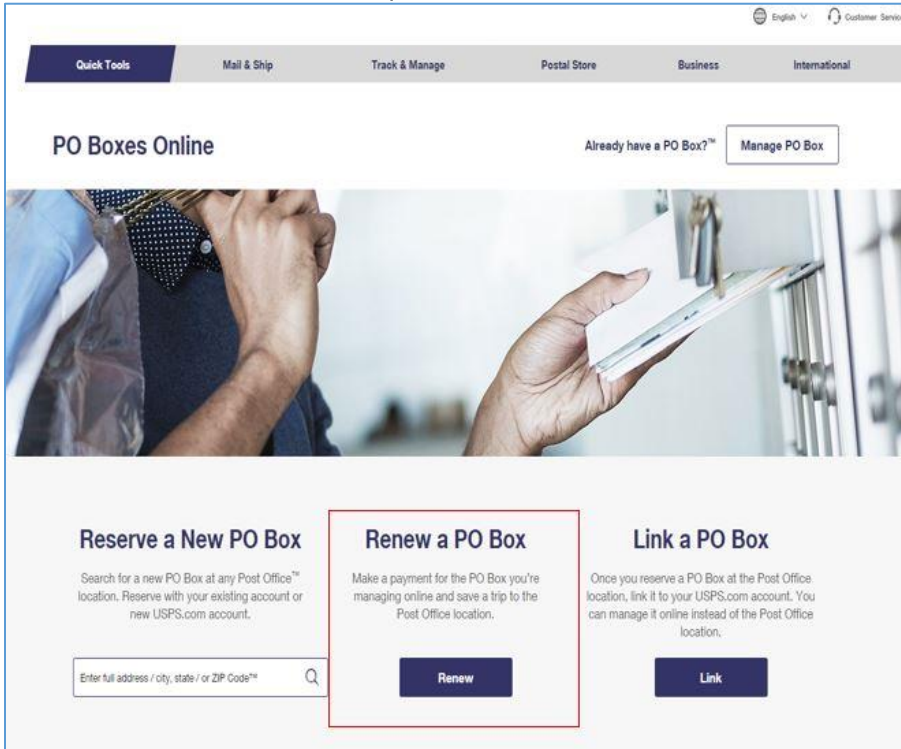 English
Customer Servic
Quick Tools
Mail & Ship
Track & Manage
Postal Store
Business
International
PO Boxes Online
Already have a PO Box?™
Manage PO Box
Reserve a New PO Box
Search for a new PO Box at any Post Office™
location. Reserve with your existing account or
new USPS.com account.
Enter full address / city, state / or ZIP Code™
Renew a PO Box
Make a payment for the PO Box you're
managing online and save a trip to the
Post Office location.
Renew
Link a PO Box
Once you reserve a PO Box at the Post Office
location, link it to your USPS.com account. You
can manage it online instead of the Post Office
location.
Link